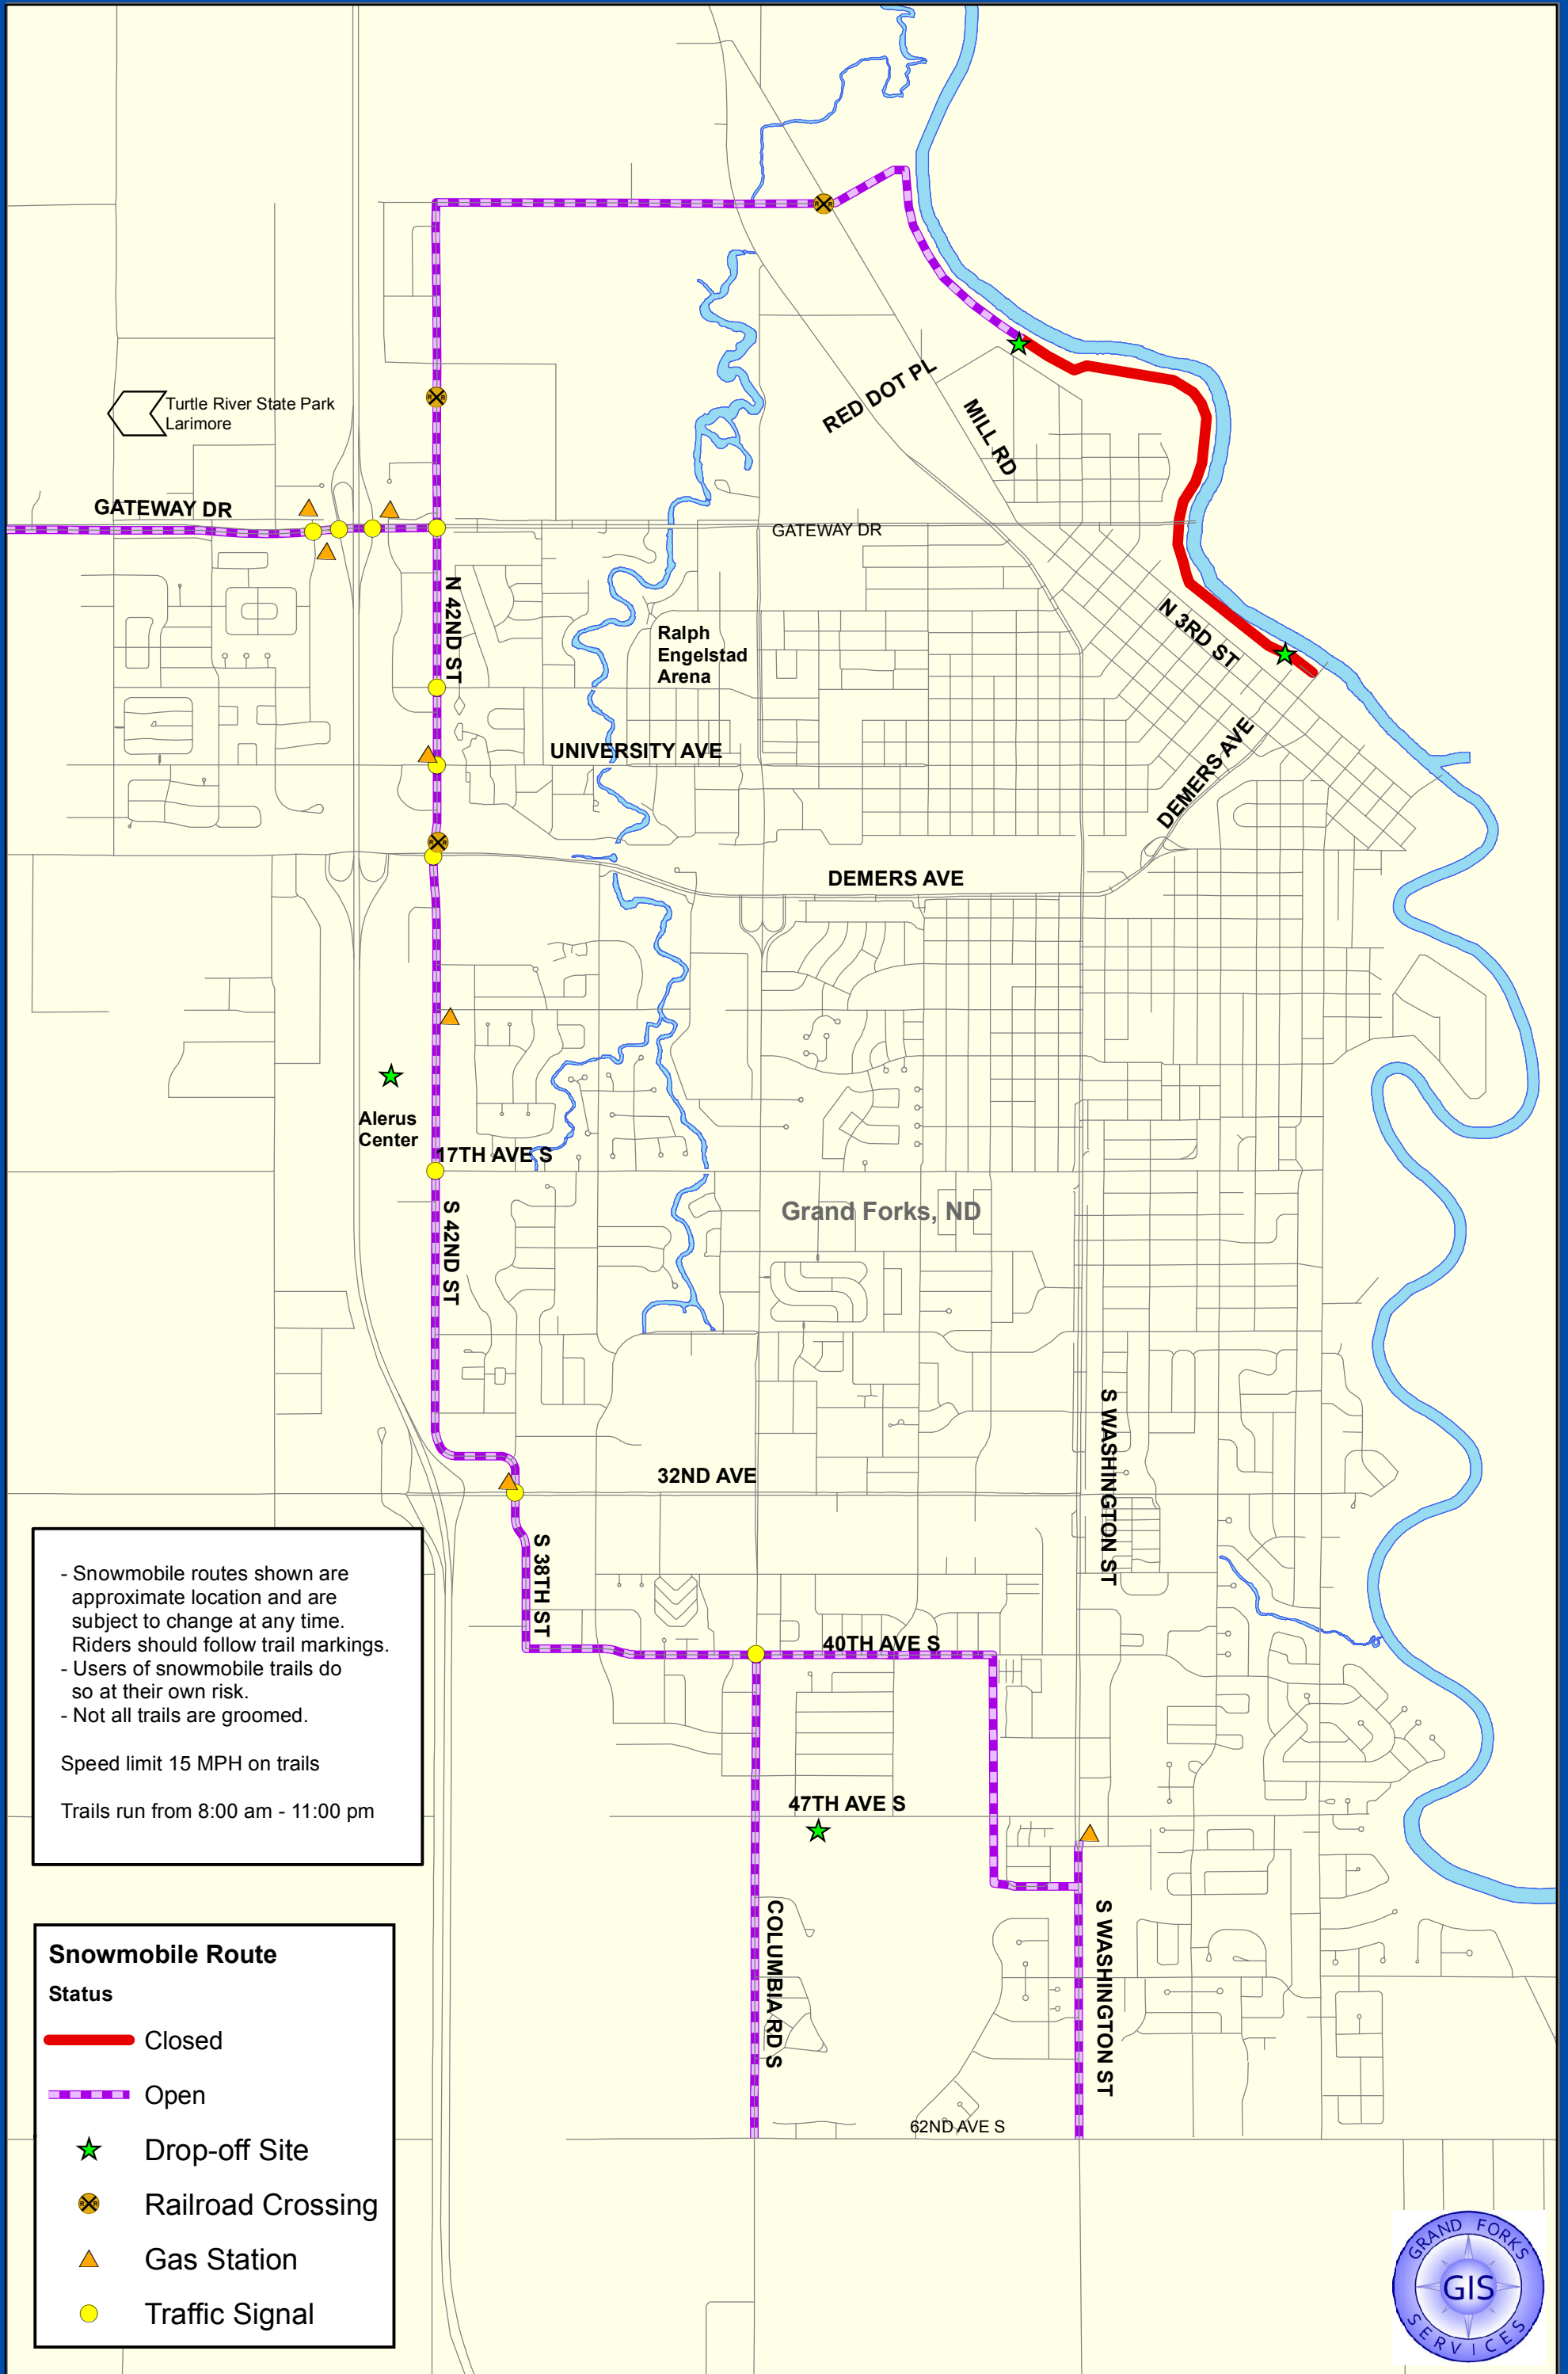 RED DOT PL
MILL RD
Turtle River State Park
Larimore
GATEWAY DR
GATEWAY DR
N 42ND ST
N 3RD ST
Ralph
Engelstad
Arena
UNIVERSITY AVE
DEMERS AVE
DEMERS AVE
Alerus
Center
17TH AVE S
S 42ND ST
Grand Forks, ND
S WASHINGTON ST
32ND AVE
S 38TH ST
40TH AVE S
47TH AVE S
COLUMBIA RD S
S WASHINGTON ST
62ND AVE S
- Snowmobile routes shown are
approximate location and are
subject to change at any time.
Riders should follow trail markings.
- Users of snowmobile trails do
so at their own risk.
- Not all trails are groomed.
Speed limit 15 MPH on trails
Trails run from 8:00 am - 11:00 pm
Snowmobile Route
Status
Closed
Open
Drop-off Site
Railroad Crossing
Gas Station
Traffic Signal
GRAND FORKS
GIS
SERVICES